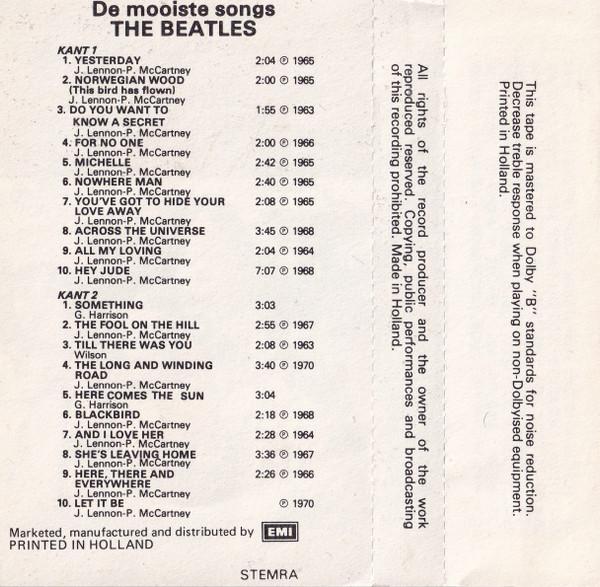 De mooiste songs
THE BEATLES
KANT 1
1. YESTERDAY 2:04 Ⓟ 1965
J. Lennon-P. McCartney
2. NORWEGIAN WOOD 2:00 Ⓟ 1965
(This bird has flown)
J. Lennon-P. McCartney
3. DO YOU WANT TO 1:55 Ⓟ 1963
KNOW A SECRET
J. Lennon-P. McCartney
4. FOR NO ONE 2:00 Ⓟ 1966
J. Lennon-P. McCartney
5. MICHELLE 2:42 Ⓟ 1965
J. Lennon-P. McCartney
6. NOWHERE MAN 2:40 Ⓟ 1965
J. Lennon-P. McCartney
7. YOU'VE GOT TO HIDE YOUR 2:08 Ⓟ 1965
LOVE AWAY
J. Lennon-P. McCartney
8. ACROSS THE UNIVERSE 3:45 Ⓟ 1968
J. Lennon-P. McCartney
9. ALL MY LOVING 2:04 Ⓟ 1964
J. Lennon-P. McCartney
10. HEY JUDE 7:07 Ⓟ 1968
J. Lennon-P. McCartney
KANT 2
1. SOMETHING 3:03
G. Harrison
2. THE FOOL ON THE HILL 2:55 Ⓟ 1967
J. Lennon-P. McCartney
3. TILL THERE WAS YOU 2:08 Ⓟ 1963
Wilson
4. THE LONG AND WINDING 3:40 Ⓟ 1970
ROAD
J. Lennon-P. McCartney
5. HERE COMES THE SUN 3:04
G. Harrison
6. BLACKBIRD 2:18 Ⓟ 1968
J. Lennon-P. McCartney
7. AND I LOVE HER 2:28 Ⓟ 1964
J. Lennon-P. McCartney
8. SHE'S LEAVING HOME 3:36 Ⓟ 1967
J. Lennon-P. McCartney
9. HERE, THERE AND 2:26 Ⓟ 1966
EVERYWHERE
J. Lennon-P. McCartney
10. LET IT BE Ⓟ 1970
J. Lennon-P. McCartney
Marketed, manufactured and distributed by EMI
PRINTED IN HOLLAND
STEMRA
All rights of the record producer and the owner of the work
reproduced reserved. Copying, public performances and broadcasting
of this recording prohibited. Made in Holland.
This tape is mastered to Dolby "B" standards for noise reduction.
Decrease treble response when playing on non-Dolbyised equipment.
Printed in Holland.